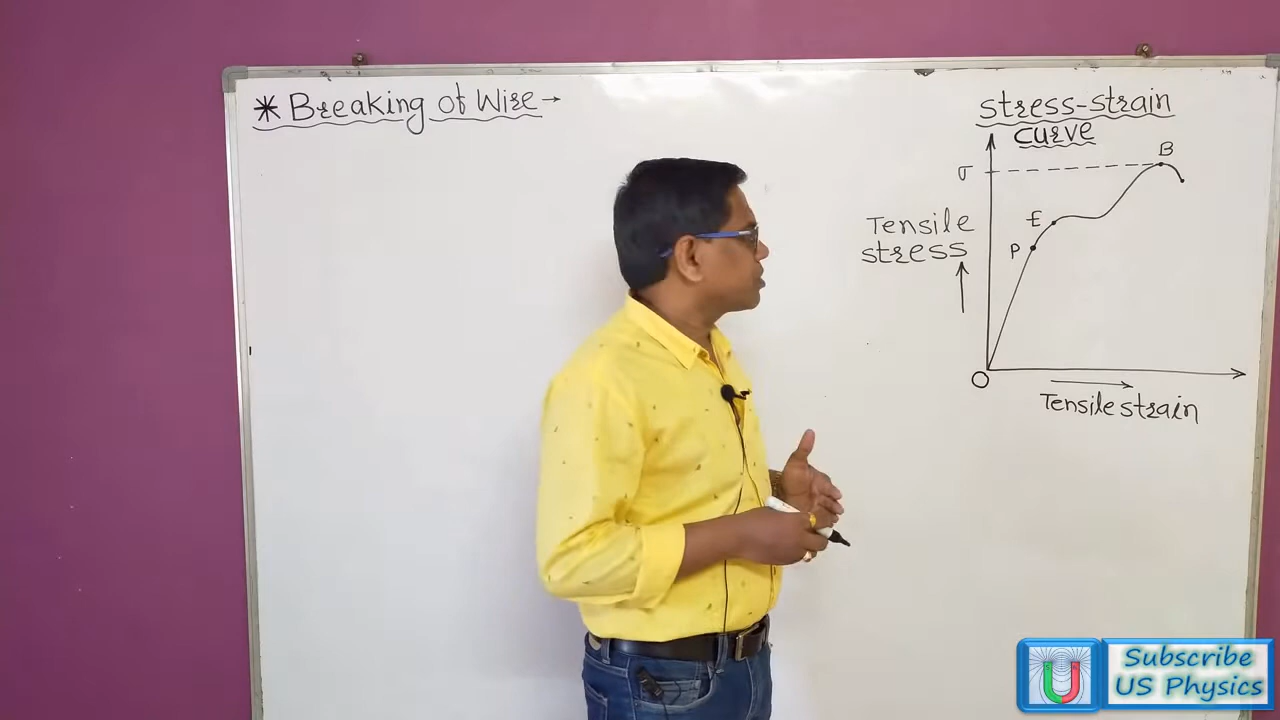 * Breaking of Wire →
stress-strain
curve
B
σ
E
Tensile
stress
P
O
Tensile strain
Subscribe
US Physics